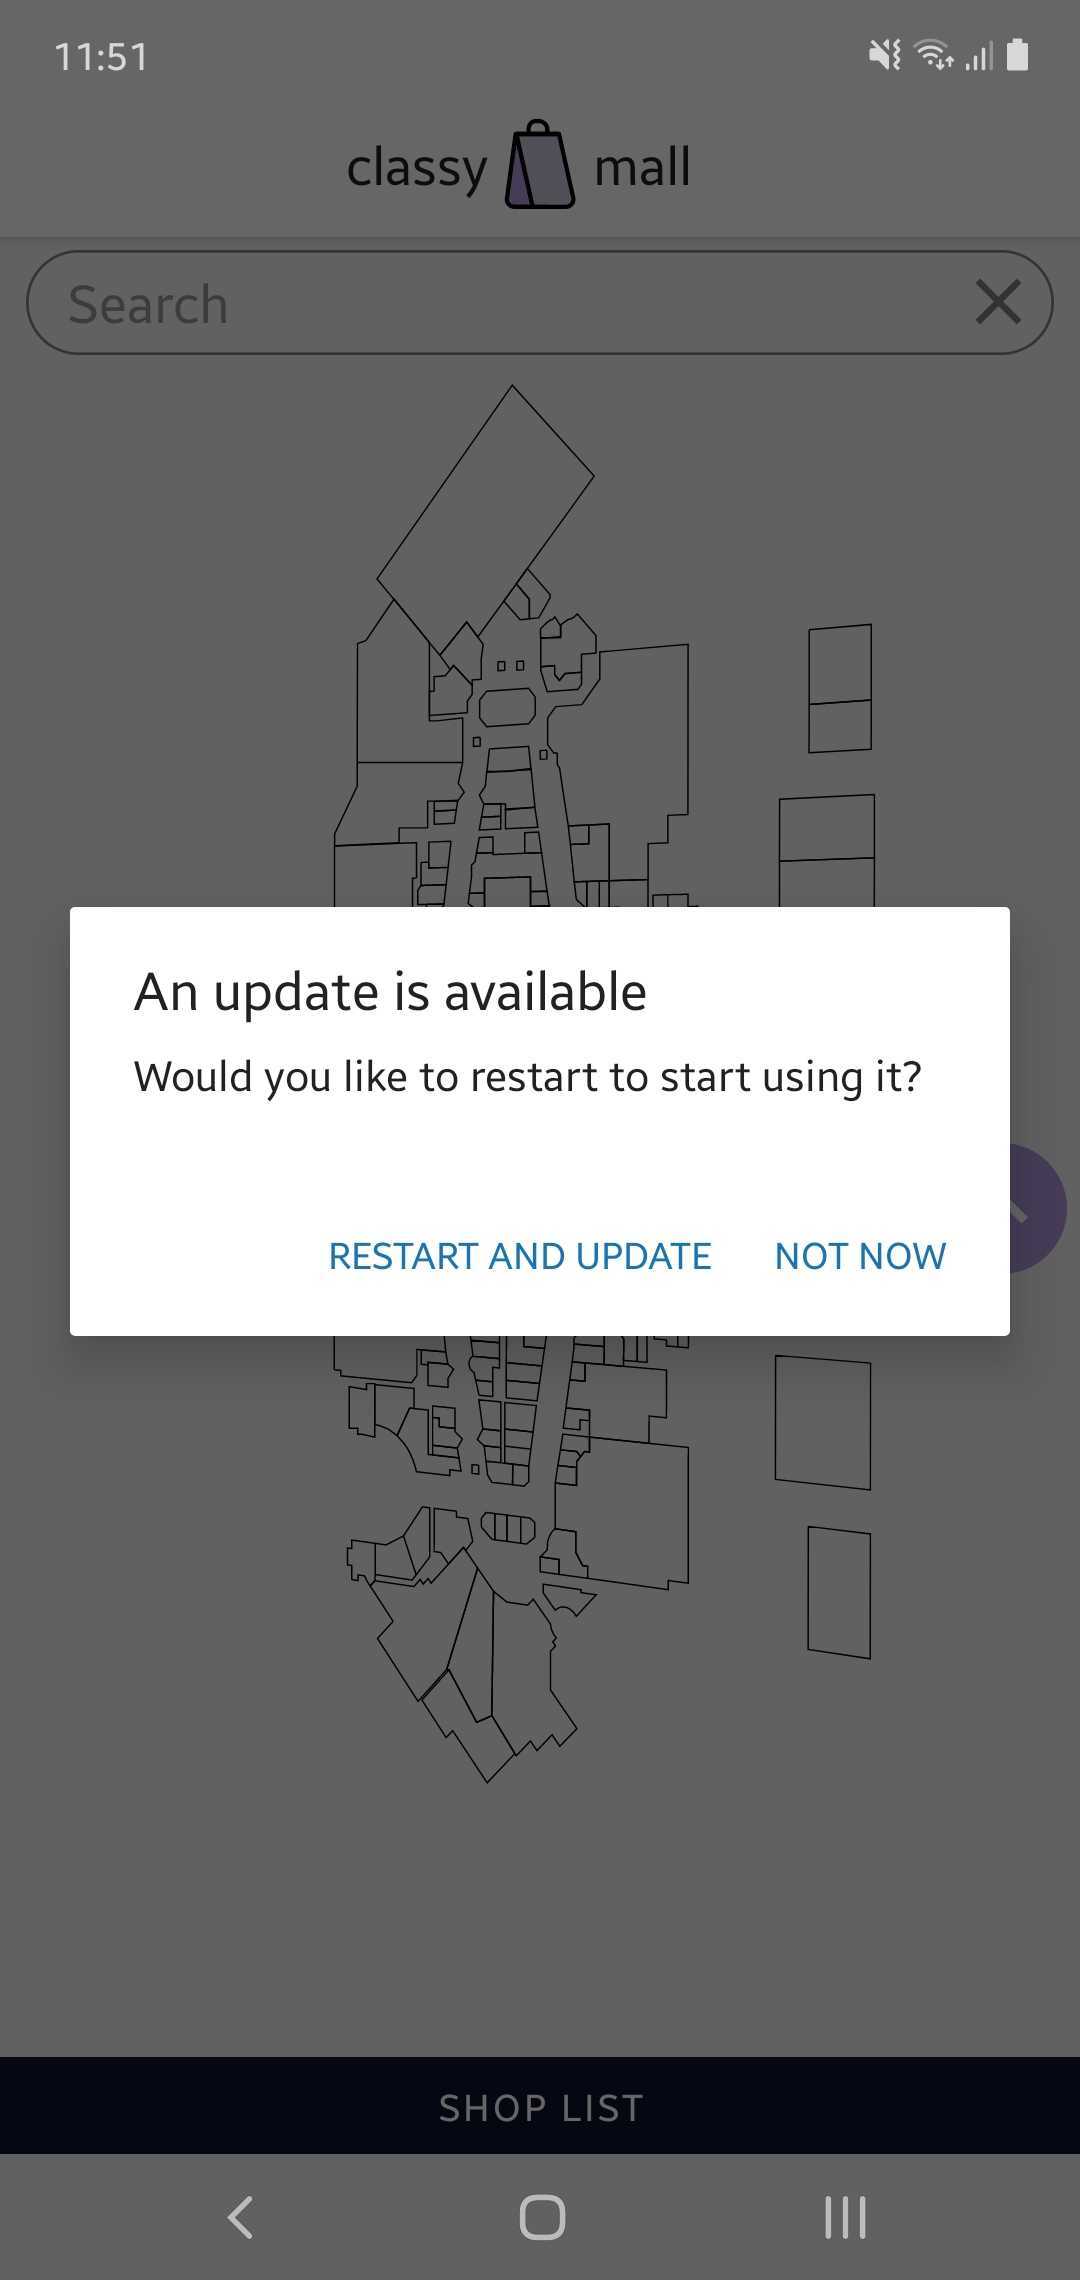 11:51
classy mall
Search
An update is available
Would you like to restart to start using it?
RESTART AND UPDATE NOT NOW
SHOP LIST